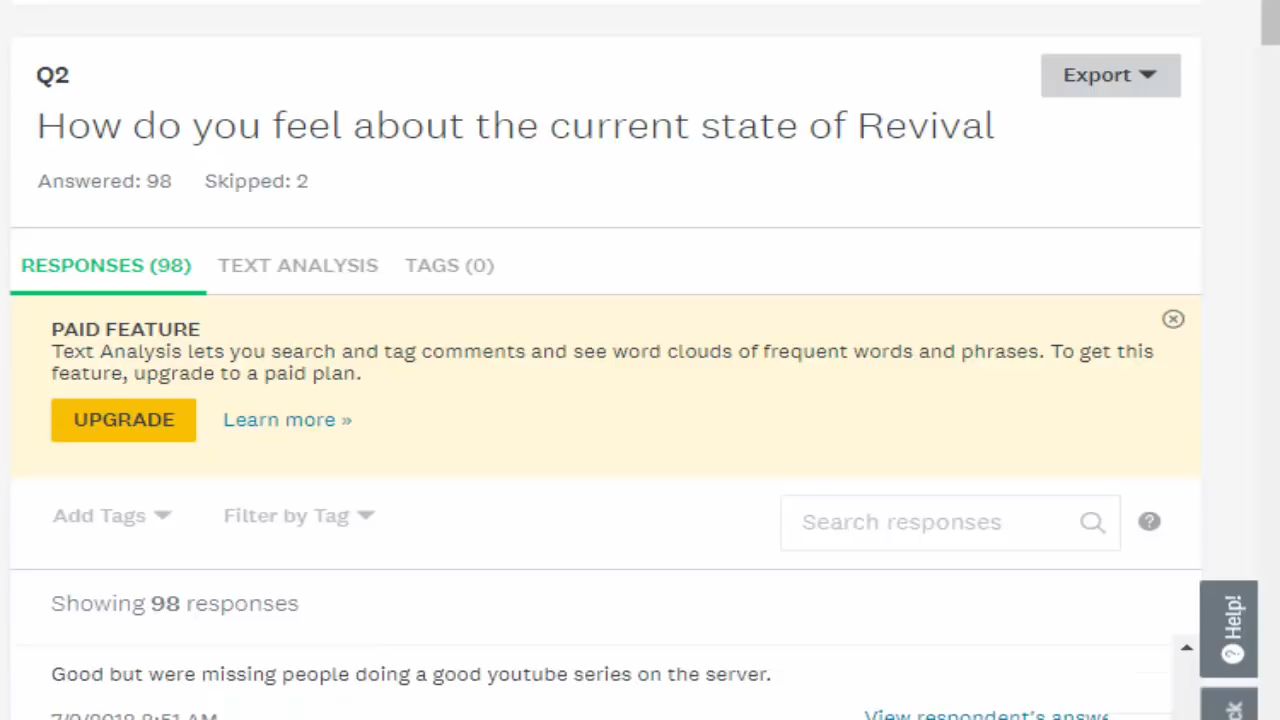 Q2
Export
How do you feel about the current state of Revival
Answered: 98 Skipped: 2
RESPONSES (98) TEXT ANALYSIS TAGS (0)
PAID FEATURE
Text Analysis lets you search and tag comments and see word clouds of frequent words and phrases. To get this
feature, upgrade to a paid plan.
UPGRADE Learn more »
Add Tags Filter by Tag Search responses ?
Showing 98 responses
? Help!
Good but were missing people doing a good youtube series on the server.
View respondent's